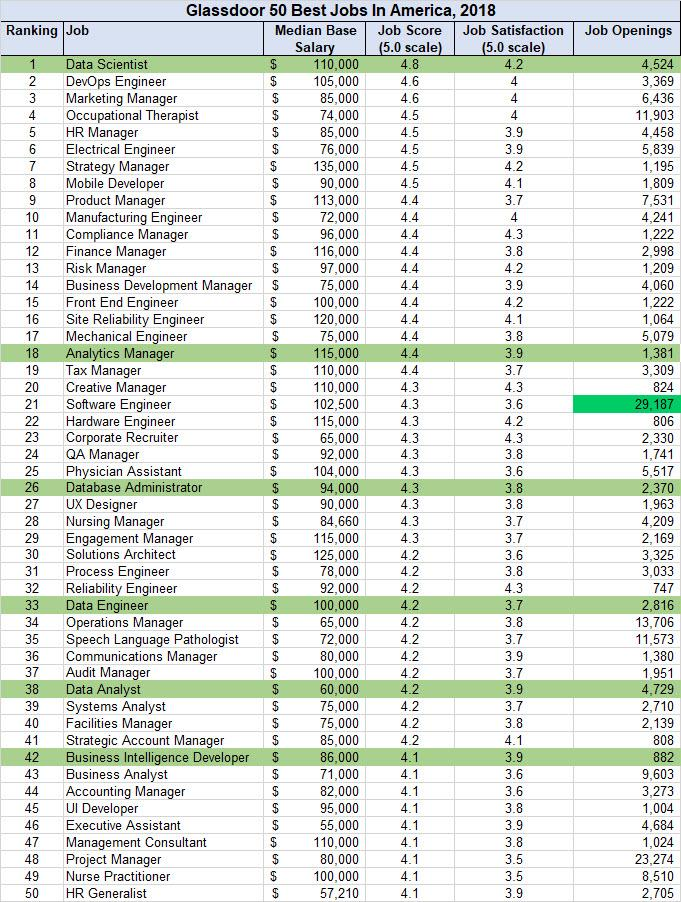 Glassdoor 50 Best Jobs In America, 2018
Ranking Job Median Base Salary Job Score (5.0 scale) Job Satisfaction (5.0 scale) Job Openings
1 Data Scientist $ 110,000 4.8 4.2 4,524
2 DevOps Engineer $ 105,000 4.6 4 3,369
3 Marketing Manager $ 85,000 4.6 4 6,436
4 Occupational Therapist $ 74,000 4.5 4 11,903
5 HR Manager $ 85,000 4.5 3.9 4,458
6 Electrical Engineer $ 76,000 4.5 3.9 5,839
7 Strategy Manager $ 135,000 4.5 4.2 1,195
8 Mobile Developer $ 90,000 4.5 4.1 1,809
9 Product Manager $ 113,000 4.4 3.7 7,531
10 Manufacturing Engineer $ 72,000 4.4 4 4,241
11 Compliance Manager $ 96,000 4.4 4.3 1,222
12 Finance Manager $ 116,000 4.4 3.8 2,998
13 Risk Manager $ 97,000 4.4 4.2 1,209
14 Business Development Manager $ 75,000 4.4 3.9 4,060
15 Front End Engineer $ 100,000 4.4 4.2 1,222
16 Site Reliability Engineer $ 120,000 4.4 4.1 1,064
17 Mechanical Engineer $ 75,000 4.4 3.8 5,079
18 Analytics Manager $ 115,000 4.4 3.9 1,381
19 Tax Manager $ 110,000 4.4 3.7 3,309
20 Creative Manager $ 110,000 4.3 4.3 824
21 Software Engineer $ 102,500 4.3 3.6 29,187
22 Hardware Engineer $ 115,000 4.3 4.2 806
23 Corporate Recruiter $ 65,000 4.3 4.3 2,330
24 QA Manager $ 92,000 4.3 3.8 1,741
25 Physician Assistant $ 104,000 4.3 3.6 5,517
26 Database Administrator $ 94,000 4.3 3.8 2,370
27 UX Designer $ 90,000 4.3 3.8 1,963
28 Nursing Manager $ 84,660 4.3 3.7 4,209
29 Engagement Manager $ 115,000 4.3 3.7 2,169
30 Solutions Architect $ 125,000 4.2 3.6 3,325
31 Process Engineer $ 78,000 4.2 3.8 3,033
32 Reliability Engineer $ 92,000 4.2 4.3 747
33 Data Engineer $ 100,000 4.2 3.7 2,816
34 Operations Manager $ 65,000 4.2 3.8 13,706
35 Speech Language Pathologist $ 72,000 4.2 3.7 11,573
36 Communications Manager $ 80,000 4.2 3.9 1,380
37 Audit Manager $ 100,000 4.2 3.7 1,951
38 Data Analyst $ 60,000 4.2 3.9 4,729
39 Systems Analyst $ 75,000 4.2 3.7 2,710
40 Facilities Manager $ 75,000 4.2 3.8 2,139
41 Strategic Account Manager $ 85,000 4.2 4.1 808
42 Business Intelligence Developer $ 86,000 4.1 3.9 882
43 Business Analyst $ 71,000 4.1 3.6 9,603
44 Accounting Manager $ 82,000 4.1 3.6 3,273
45 UI Developer $ 95,000 4.1 3.8 1,004
46 Executive Assistant $ 55,000 4.1 3.9 4,684
47 Management Consultant $ 110,000 4.1 3.8 1,024
48 Project Manager $ 80,000 4.1 3.5 23,274
49 Nurse Practitioner $ 100,000 4.1 3.5 8,510
50 HR Generalist $ 57,210 4.1 3.9 2,705